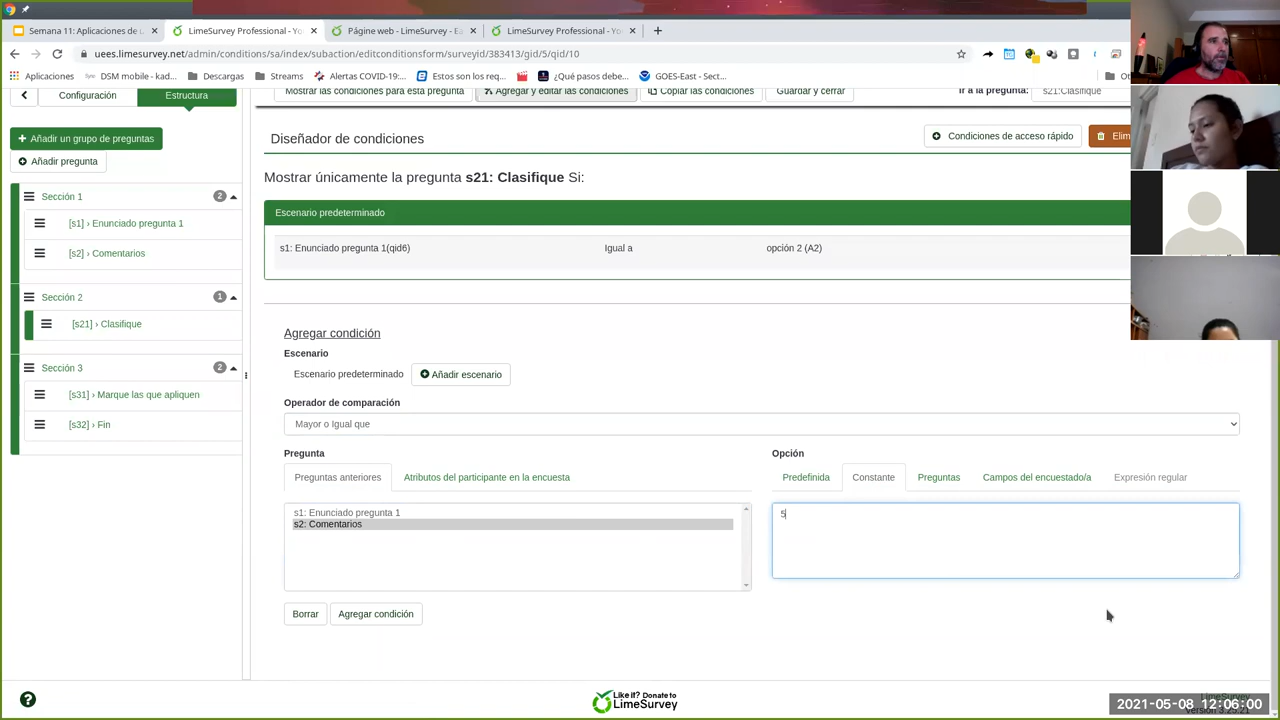 Semana 11: Aplicaciones de u
LimeSurvey Professional - Yo
Página web - LimeSurvey - Ea
LimeSurvey Professional - Yo
uees.limesurvey.net/admin/conditions/sa/index/subaction/editconditionsform/surveyid/383413/gid/5/qid/10
Aplicaciones
DSM mobile - kad...
Descargas
Streams
Alertas COVID-19:...
Estos son los req...
¿Qué pasos debe...
GOES-East - Sect...
Configuración
Estructura
Mostrar las condiciones para esta pregunta
Agregar y editar las condiciones
Copiar las condiciones
Guardar y cerrar
Ir a la pregunta:
s21:Clasifique
Añadir un grupo de preguntas
Añadir pregunta
Diseñador de condiciones
Condiciones de acceso rápido
Elim
Mostrar únicamente la pregunta s21: Clasifique Si:
Sección 1
2
[s1] › Enunciado pregunta 1
[s2] › Comentarios
Sección 2
1
[s21] › Clasifique
Sección 3
2
[s31] › Marque las que apliquen
[s32] › Fin
Escenario predeterminado
s1: Enunciado pregunta 1(qid6)
Igual a
opción 2 (A2)
Agregar condición
Escenario
Escenario predeterminado
Añadir escenario
Operador de comparación
Mayor o Igual que
Pregunta
Opción
Preguntas anteriores
Atributos del participante en la encuesta
Predefinida
Constante
Preguntas
Campos del encuestado/a
Expresión regular
s1: Enunciado pregunta 1
s2: Comentarios
5
Borrar
Agregar condición
Like it? Donate to
LimeSurvey
LimeSurvey
2021-05-08 12:06:00